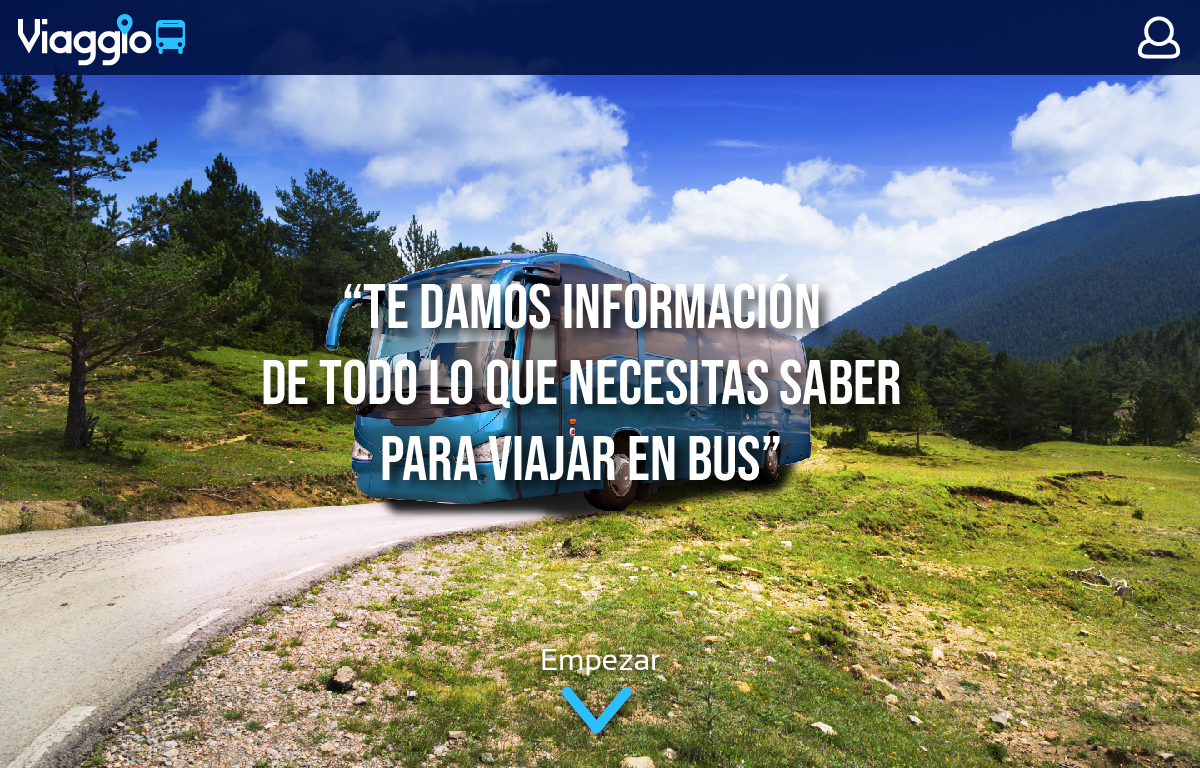 Viaggio
“TE DAMOS INFORMACIÓN
DE TODO LO QUE NECESITAS SABER
PARA VIAJAR EN BUS”
Empezar